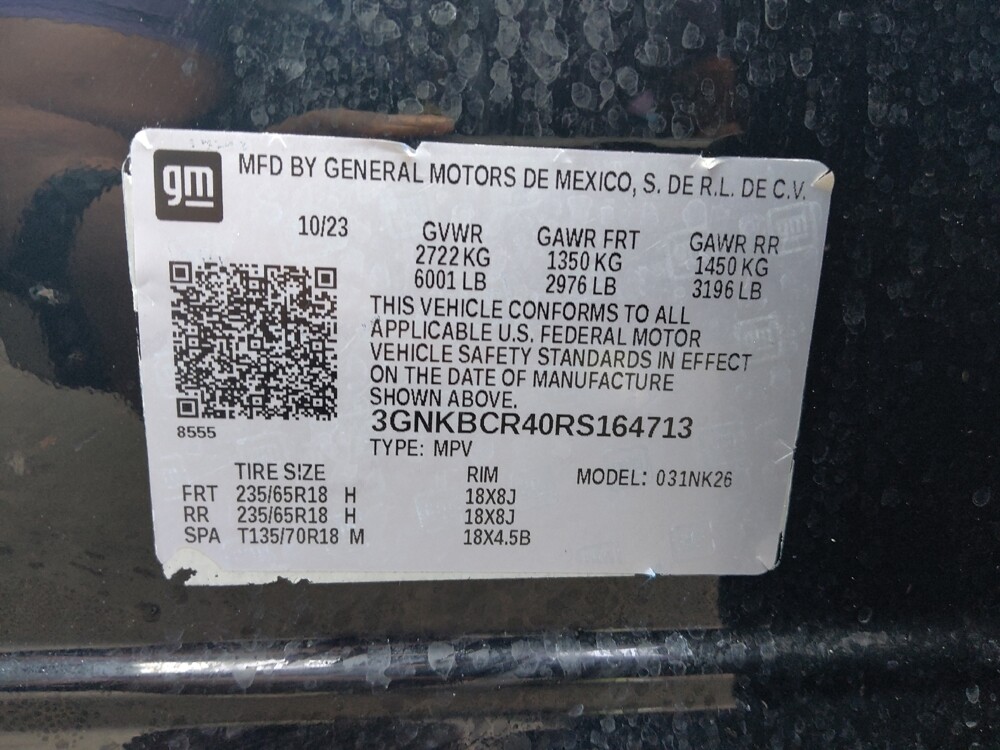 gm MFD BY GENERAL MOTORS DE MEXICO, S. DE R.L. DE C.V.
10/23 GVWR GAWR FRT GAWR RR
2722 KG 1350 KG 1450 KG
6001 LB 2976 LB 3196 LB
THIS VEHICLE CONFORMS TO ALL
APPLICABLE U.S. FEDERAL MOTOR
VEHICLE SAFETY STANDARDS IN EFFECT
ON THE DATE OF MANUFACTURE
SHOWN ABOVE.
3GNKBCR40RS164713
8555
TYPE: MPV
TIRE SIZE RIM MODEL: 031NK26
FRT 235/65R18 H 18X8J
RR 235/65R18 H 18X8J
SPA T135/70R18 M 18X4.5B